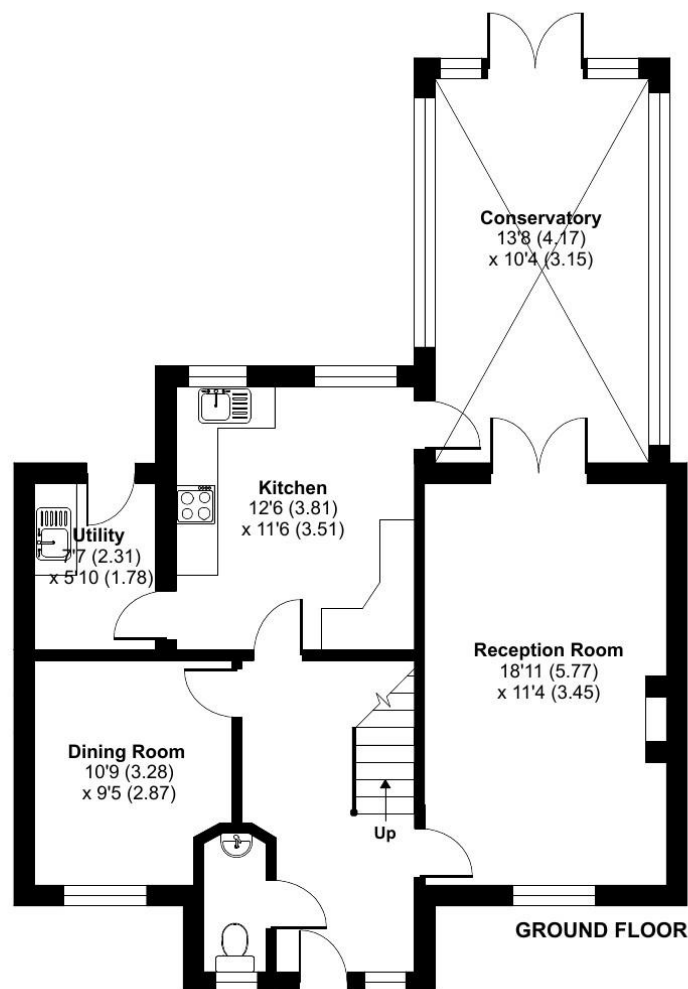 Conservatory
13'8 (4.17)
x 10'4 (3.15)
Kitchen
12'6 (3.81)
x 11'6 (3.51)
Utility
7'7 (2.31)
x 5'10 (1.78)
Reception Room
18'11 (5.77)
x 11'4 (3.45)
Dining Room
10'9 (3.28)
x 9'5 (2.87)
Up
GROUND FLOOR